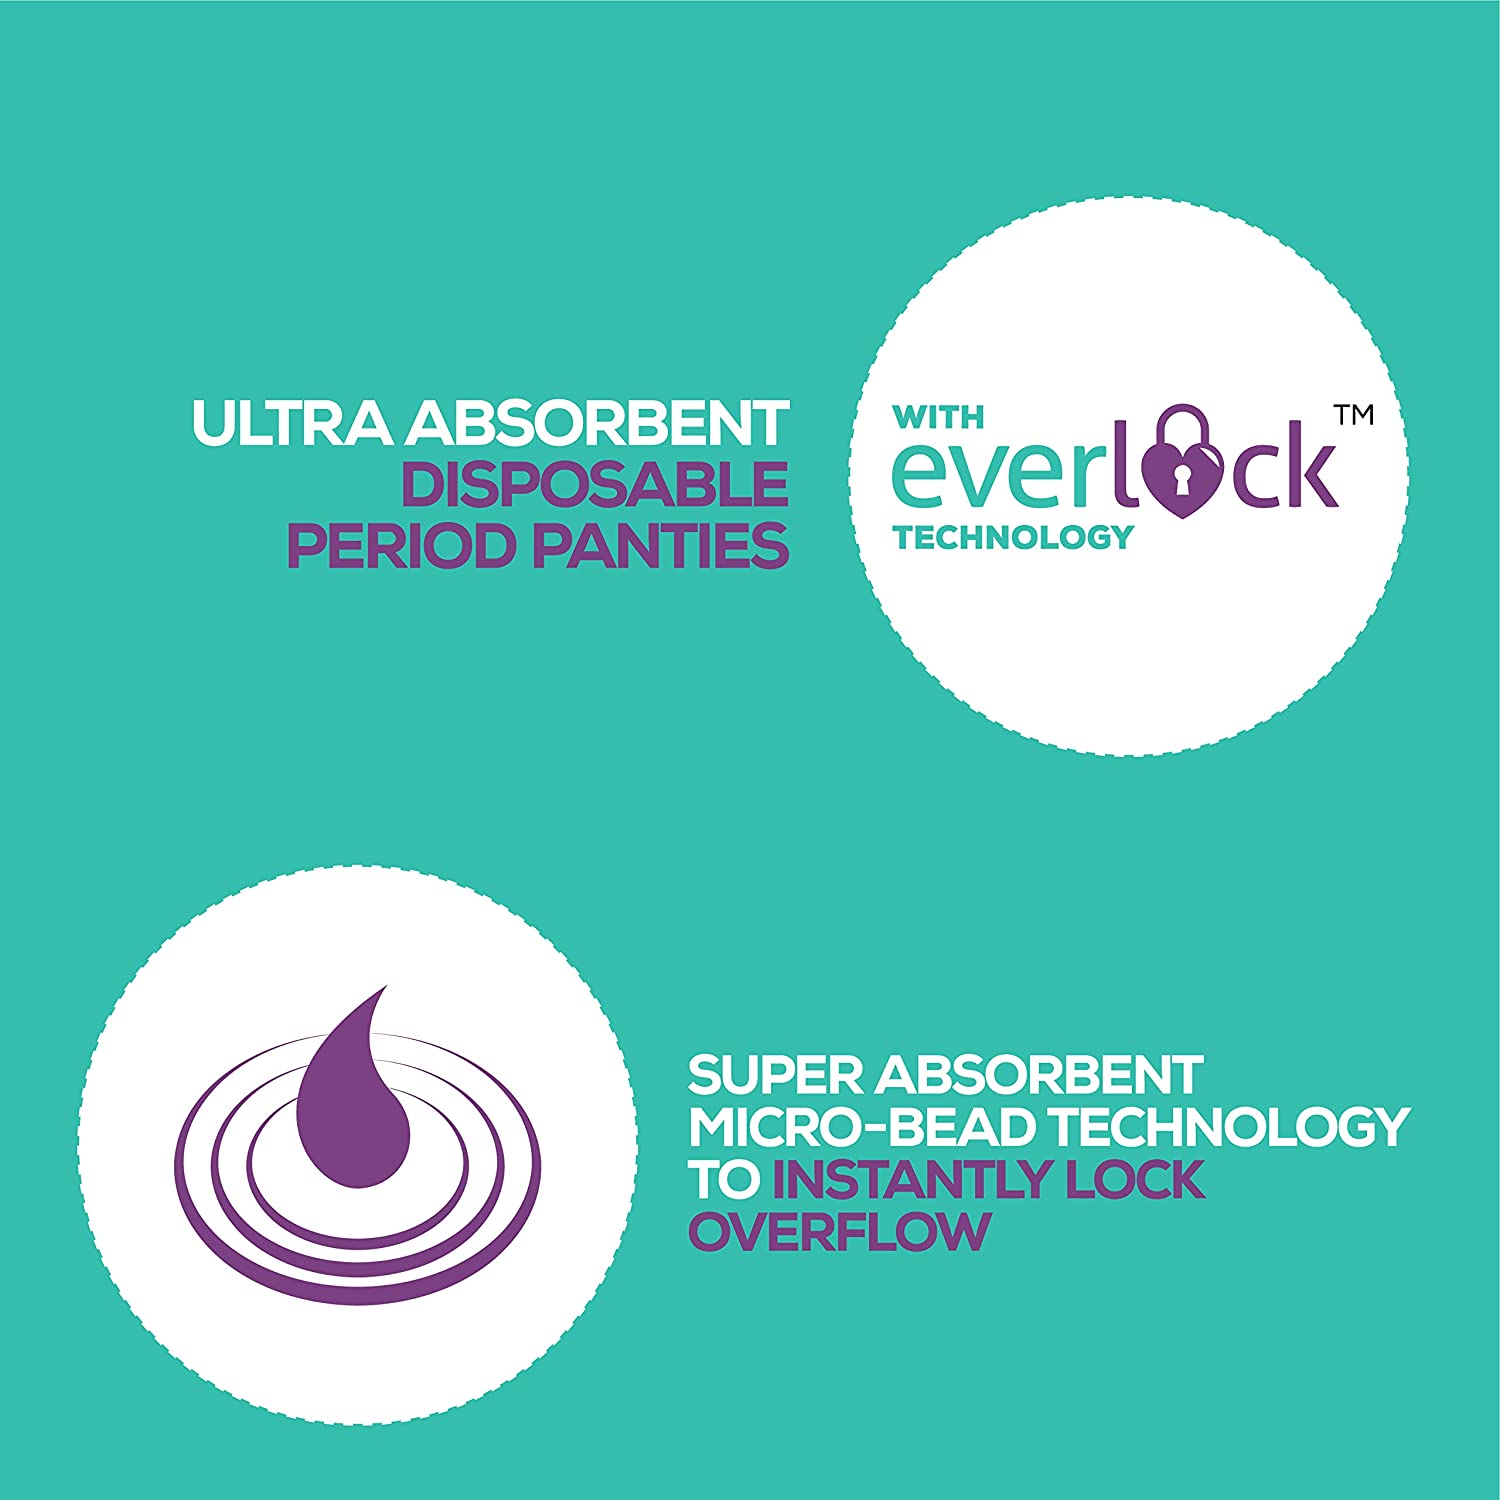 ULTRA ABSORBENT
DISPOSABLE
PERIOD PANTIES
WITH
everlock™
TECHNOLOGY
SUPER ABSORBENT
MICRO-BEAD TECHNOLOGY
TO INSTANTLY LOCK
OVERFLOW